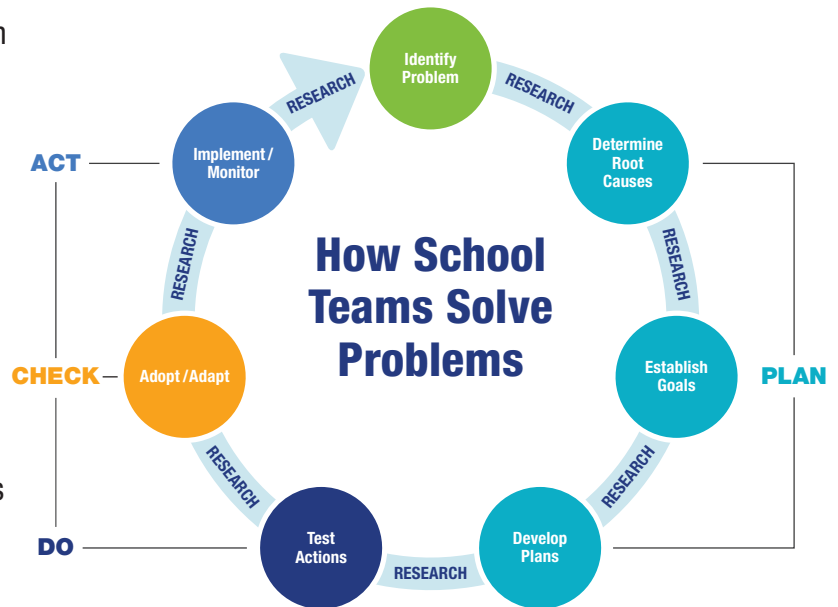 n
s
How School
Teams Solve
Problems
Identify
Problem
RESEARCH
Determine
Root
Causes
RESEARCH
Establish
Goals
RESEARCH
Develop
Plans
RESEARCH
Test
Actions
RESEARCH
Adopt / Adapt
RESEARCH
Implement /
Monitor
RESEARCH
PLAN
DO
CHECK
ACT